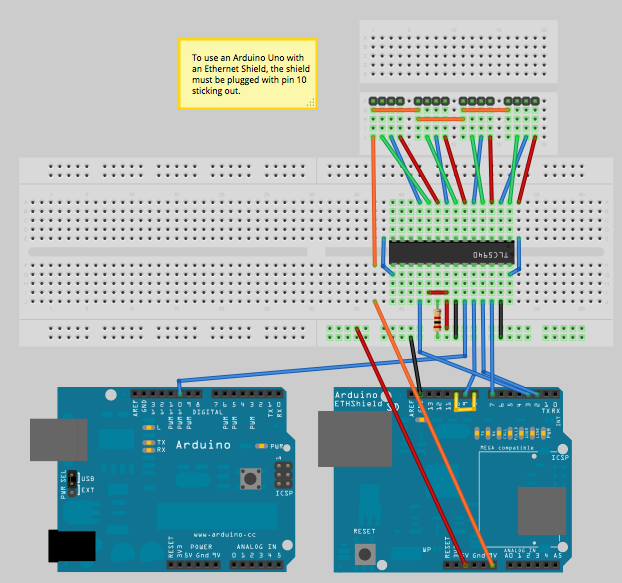 To use an Arduino Uno with
an Ethernet Shield, the shield
must be plugged with pin 10
sticking out.
TLC5940
AREF
GND
13
12
11
10
9
8
7
6
5
4
3
2
1
0
PWM
PWM
PWM
PWM
PWM
PWM
TX
RX
DIGITAL
L
TX
RX
Arduino
PWR
ICSP
PWR SEL
USB
EXT
www.arduino.cc
RESET
3V3
5V Gnd 9V
POWER
ANALOG IN
0 1 2 3 4 5
Arduino
ETHShield
AREF
13
12
11
9
7
4
3
2
TX RX
INT
MEGA compatible
ICSP
RESET
WP
RESET
5V Gnd 9V
ANALOG IN
A0 1 2 3 4 A5